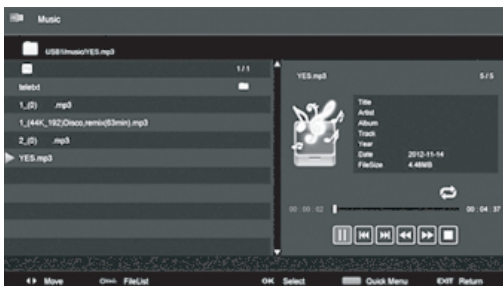 Music
USB1\music\YES.mp3
1/1
teletxt
1_(0) .mp3
1_(44K_192)Disco,remix(63min).mp3
2_(0) .mp3
YES.mp3
YES.mp3 5/5
Title
Artist
Album
Track
Year
Date 2012-11-14
FileSize 4.48MB
00 : 00 : 02 00 : 04 : 37
Move FileList OK Select Quick Menu EXIT Return